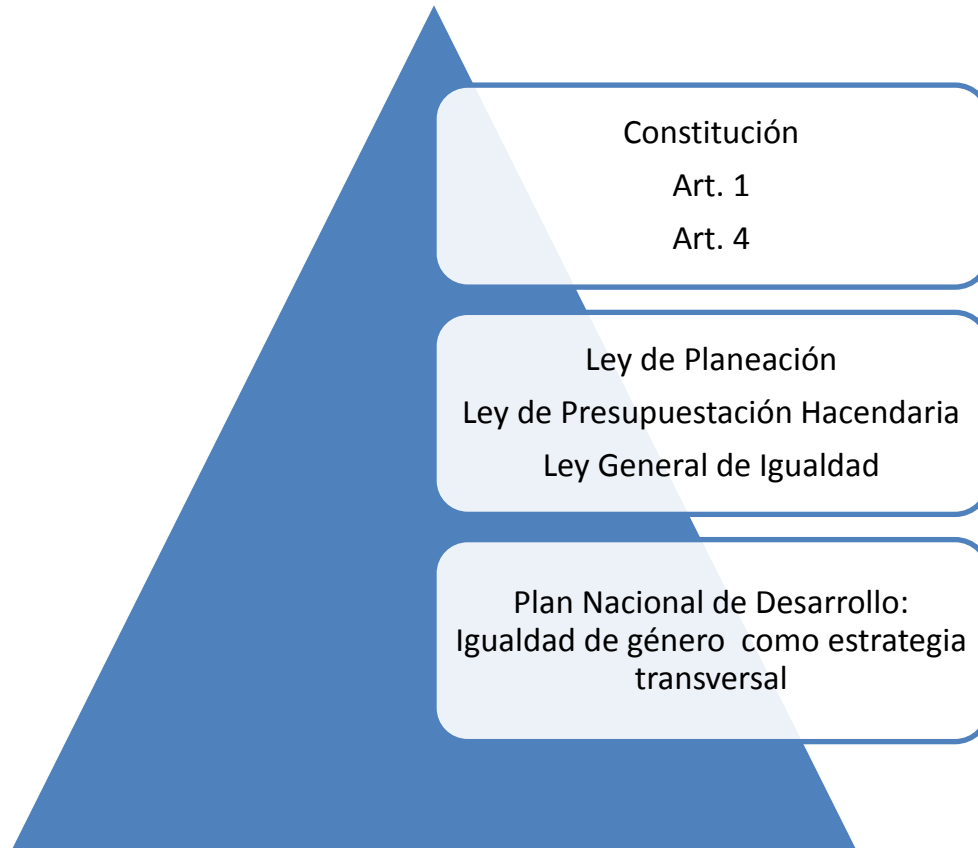 Constitución
Art. 1
Art. 4
Ley de Planeación
Ley de Presupuestación Hacendaria
Ley General de Igualdad
Plan Nacional de Desarrollo:
Igualdad de género  como estrategia
transversal